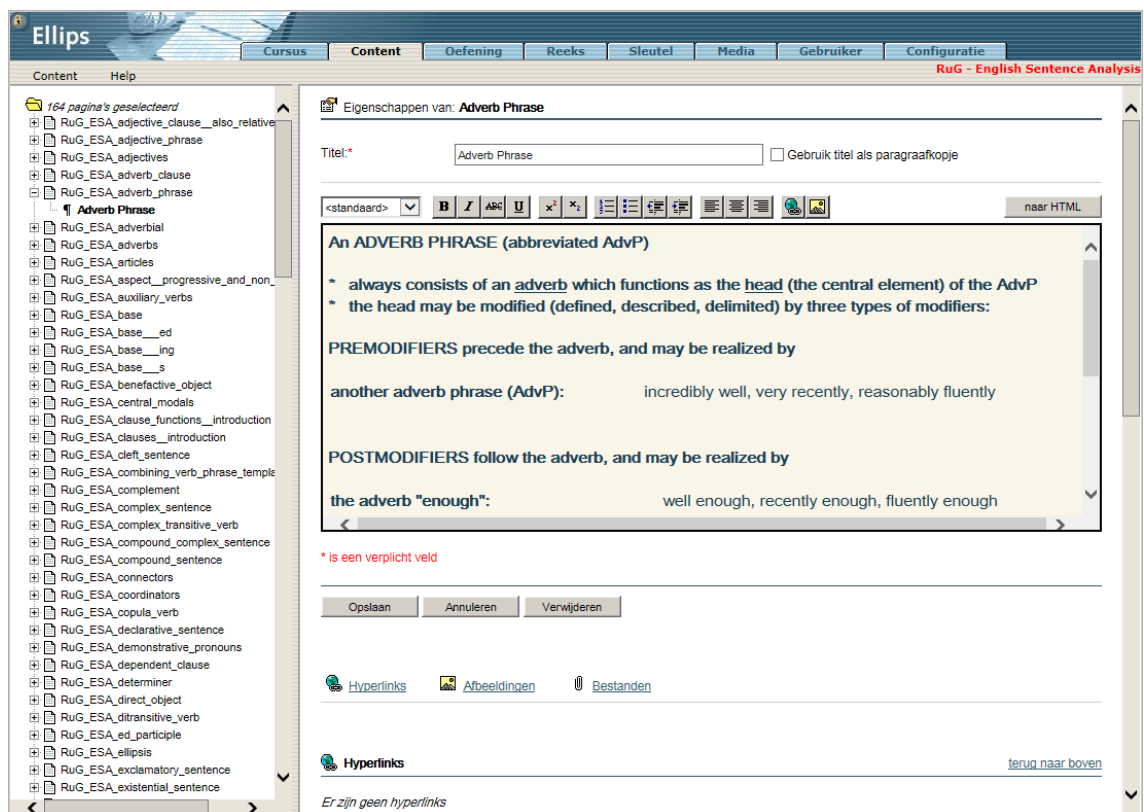 Ellips
Cursus Content Oefening Reeks Sleutel Media Gebruiker Configuratie
Content Help
RuG - English Sentence Analysis
164 pagina's geselecteerd
RuG_ESA_adjective_clause__also_relative
RuG_ESA_adjective_phrase
RuG_ESA_adjectives
RuG_ESA_adverb_clause
RuG_ESA_adverb_phrase
¶ Adverb Phrase
RuG_ESA_adverbial
RuG_ESA_adverbs
RuG_ESA_articles
RuG_ESA_aspect__progressive_and_non_
RuG_ESA_auxiliary_verbs
RuG_ESA_base
RuG_ESA_base___ed
RuG_ESA_base___ing
RuG_ESA_base___s
RuG_ESA_benefactive_object
RuG_ESA_central_modals
RuG_ESA_clause_functions__introduction
RuG_ESA_clauses__introduction
RuG_ESA_cleft_sentence
RuG_ESA_combining_verb_phrase_templa
RuG_ESA_complement
RuG_ESA_complex_sentence
RuG_ESA_complex_transitive_verb
RuG_ESA_compound_complex_sentence
RuG_ESA_compound_sentence
RuG_ESA_connectors
RuG_ESA_coordinators
RuG_ESA_copula_verb
RuG_ESA_declarative_sentence
RuG_ESA_demonstrative_pronouns
RuG_ESA_dependent_clause
RuG_ESA_determiner
RuG_ESA_direct_object
RuG_ESA_ditransitive_verb
RuG_ESA_ed_participle
RuG_ESA_ellipsis
RuG_ESA_exclamatory_sentence
RuG_ESA_existential_sentence
Eigenschappen van: Adverb Phrase
Titel:* Adverb Phrase Gebruik titel als paragraafkopje
<standaard> B I ABC U x² x₂ naar HTML
An ADVERB PHRASE (abbreviated AdvP)
* always consists of an adverb which functions as the head (the central element) of the AdvP
* the head may be modified (defined, described, delimited) by three types of modifiers:
PREMODIFIERS precede the adverb, and may be realized by
another adverb phrase (AdvP): incredibly well, very recently, reasonably fluently
POSTMODIFIERS follow the adverb, and may be realized by
the adverb "enough": well enough, recently enough, fluently enough
* is een verplicht veld
Opslaan Annuleren Verwijderen
Hyperlinks Afbeeldingen Bestanden
Hyperlinks terug naar boven
Er zijn geen hyperlinks